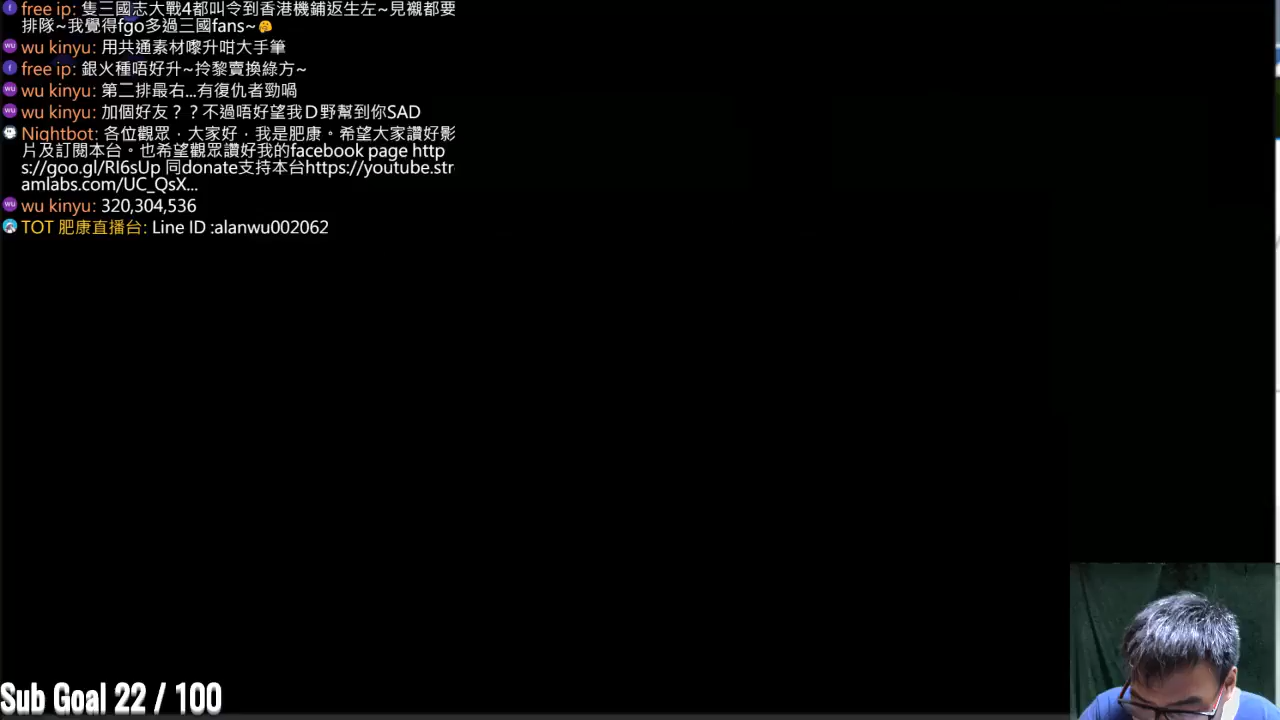 free ip: 隻三國志大戰4都叫令到香港機鋪返生左~見襯都要
排隊~我覺得fgo多過三國fans~🤗
wu kinyu: 用共通素材嚟升咁大手筆
free ip: 銀火種唔好升~拎黎賣換綠方~
wu kinyu: 第二排最右...有復仇者勁喎
wu kinyu: 加個好友？？不過唔好望我Ｄ野幫到你SAD
Nightbot: 各位觀眾，大家好，我是肥康。希望大家讚好影
片及訂閱本台。也希望觀眾讚好我的facebook page http
s://goo.gl/RI6sUp 同donate支持本台https://youtube.str
amlabs.com/UC_QsX...
wu kinyu: 320,304,536
TOT 肥康直播台: Line ID :alanwu002062
Sub Goal 22 / 100